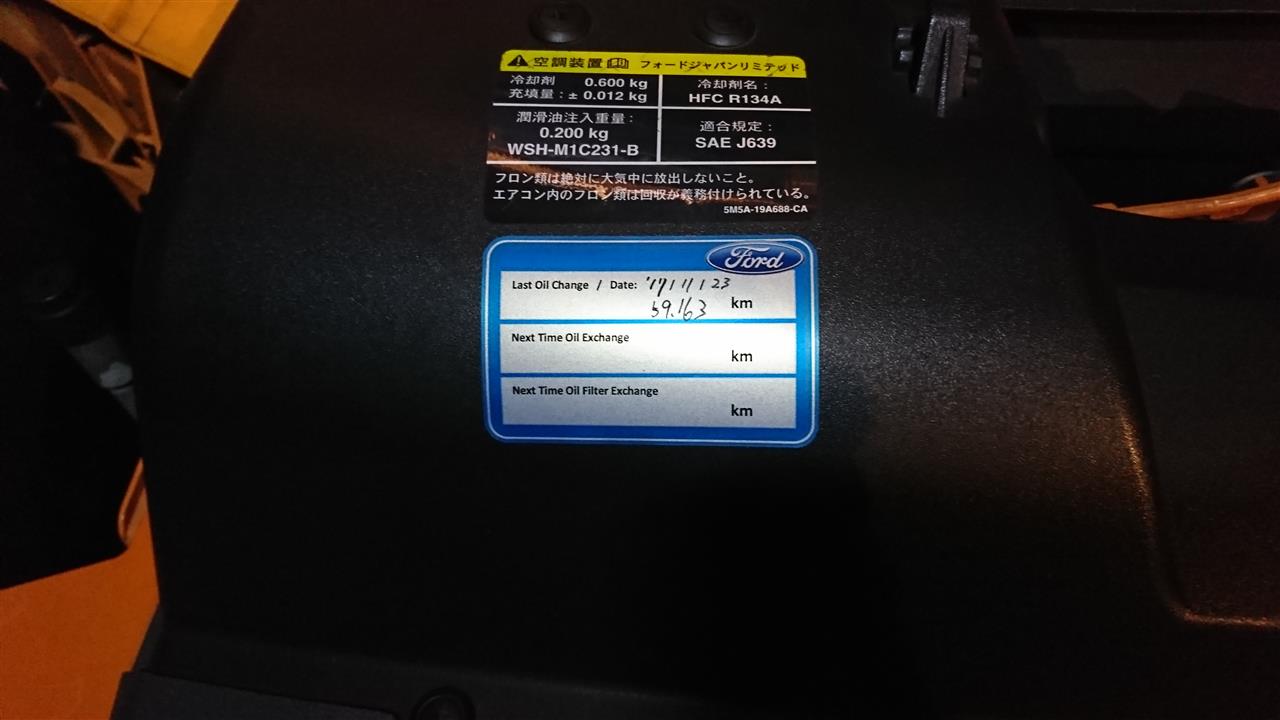 空調装置 フォードジャパンリミテッド
冷却剤 0.600 kg
充填量：± 0.012 kg
冷却剤名：
HFC R134A
潤滑油注入重量：
0.200 kg
WSH-M1C231-B
適合規定：
SAE J639
フロン類は絶対に大気中に放出しないこと。
エアコン内のフロン類は回収が義務付けられている。
5M5A-19A688-CA
Ford
Last Oil Change / Date: '17/11/23
59.163 km
Next Time Oil Exchange
km
Next Time Oil Filter Exchange
km